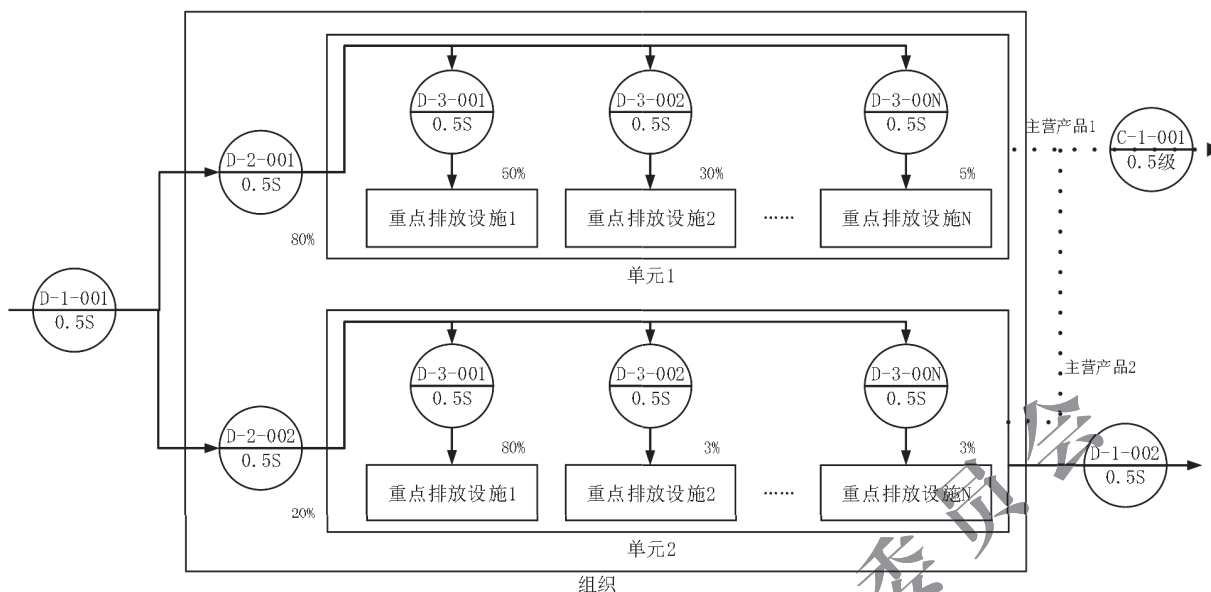 D-3-001
0.5S
D-3-002
0.5S
D-3-00N
0.5S
主营产品1
C-1-001
0.5级
D-2-001
0.5S
50%
30%
5%
重点排放设施1
重点排放设施2
……
重点排放设施N
80%
单元1
D-1-001
0.5S
D-3-001
0.5S
D-3-002
0.5S
D-3-00N
0.5S
主营产品2
D-2-002
0.5S
80%
3%
3%
D-1-002
0.5S
重点排放设施1
重点排放设施2
……
重点排放设施N
20%
单元2
组织
委员会